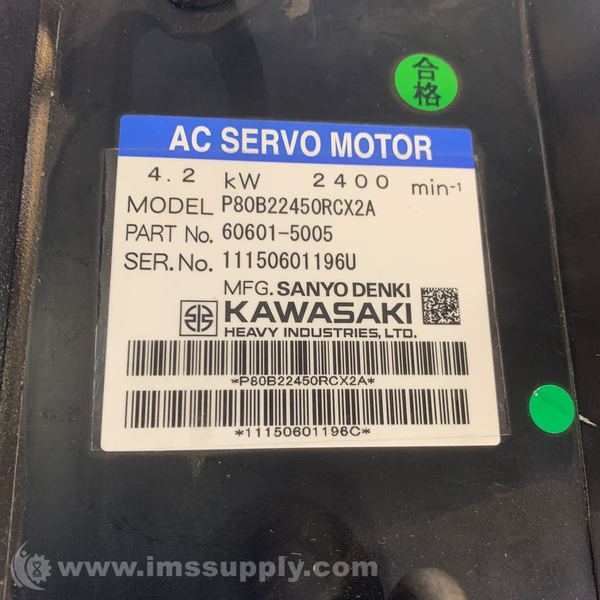 合格
AC SERVO MOTOR
4.2 kW 2400 min-¹
MODEL P80B22450RCX2A
PART No. 60601-5005
SER.No. 11150601196U
MFG. SANYO DENKI
KAWASAKI
HEAVY INDUSTRIES, LTD.
*P80B22450RCX2A*
*11150601196C*
www.imssupply.com